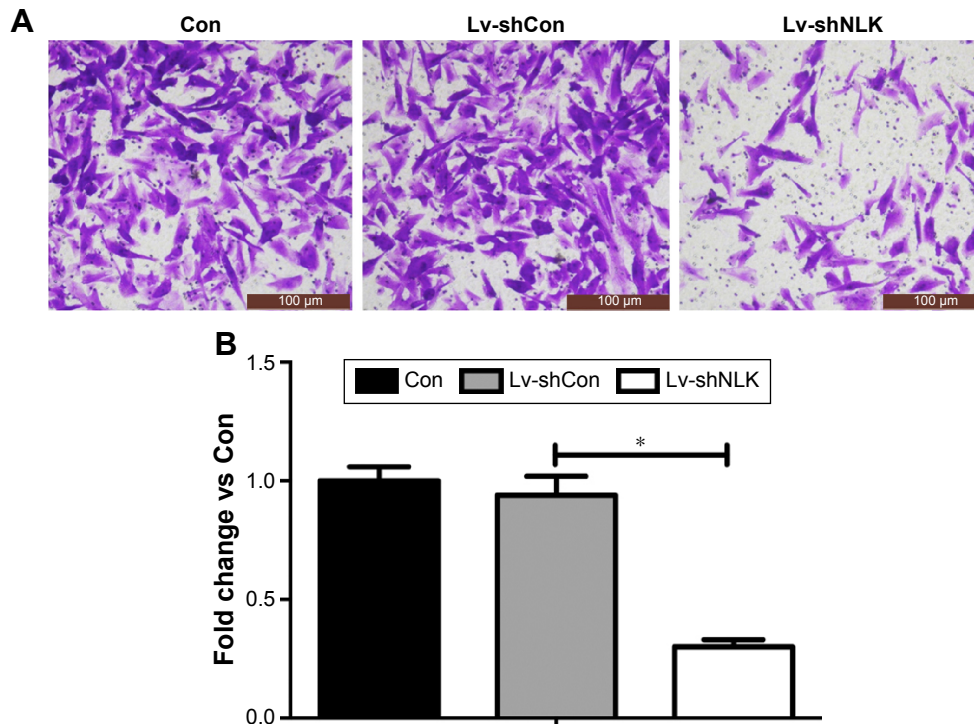 A
Con Lv-shCon Lv-shNLK
100 µm 100 µm 100 µm
B
Fold change vs Con
1.5
1.0
0.5
0.0
Con Lv-shCon Lv-shNLK
*